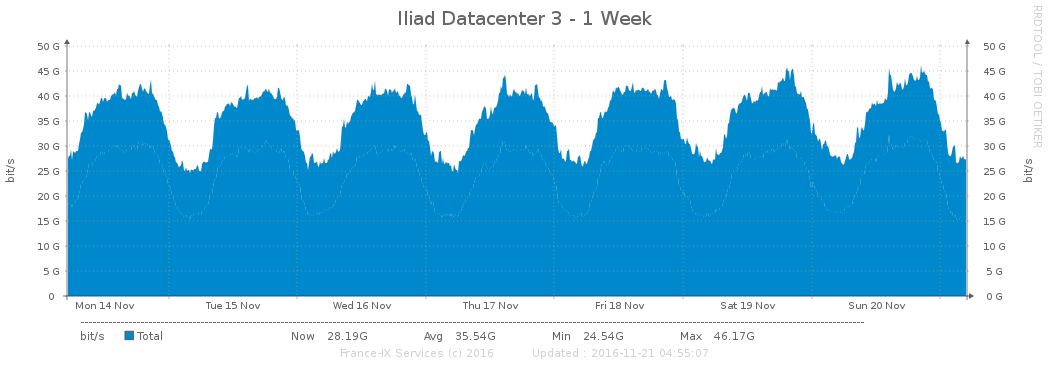 Iliad Datacenter 3 - 1 Week
RRDTOOL / TOBI OETIKER
50 G 50 G
45 G 45 G
40 G 40 G
35 G 35 G
30 G 30 G
25 G 25 G
20 G 20 G
15 G 15 G
10 G 10 G
5 G 5 G
0 0 G
bit/s bit/s
Mon 14 Nov Tue 15 Nov Wed 16 Nov Thu 17 Nov Fri 18 Nov Sat 19 Nov Sun 20 Nov
bit/s Total Now 28.19G Avg 35.54G Min 24.54G Max 46.17G
France-IX Services (c) 2016 Updated : 2016-11-21 04:55:07